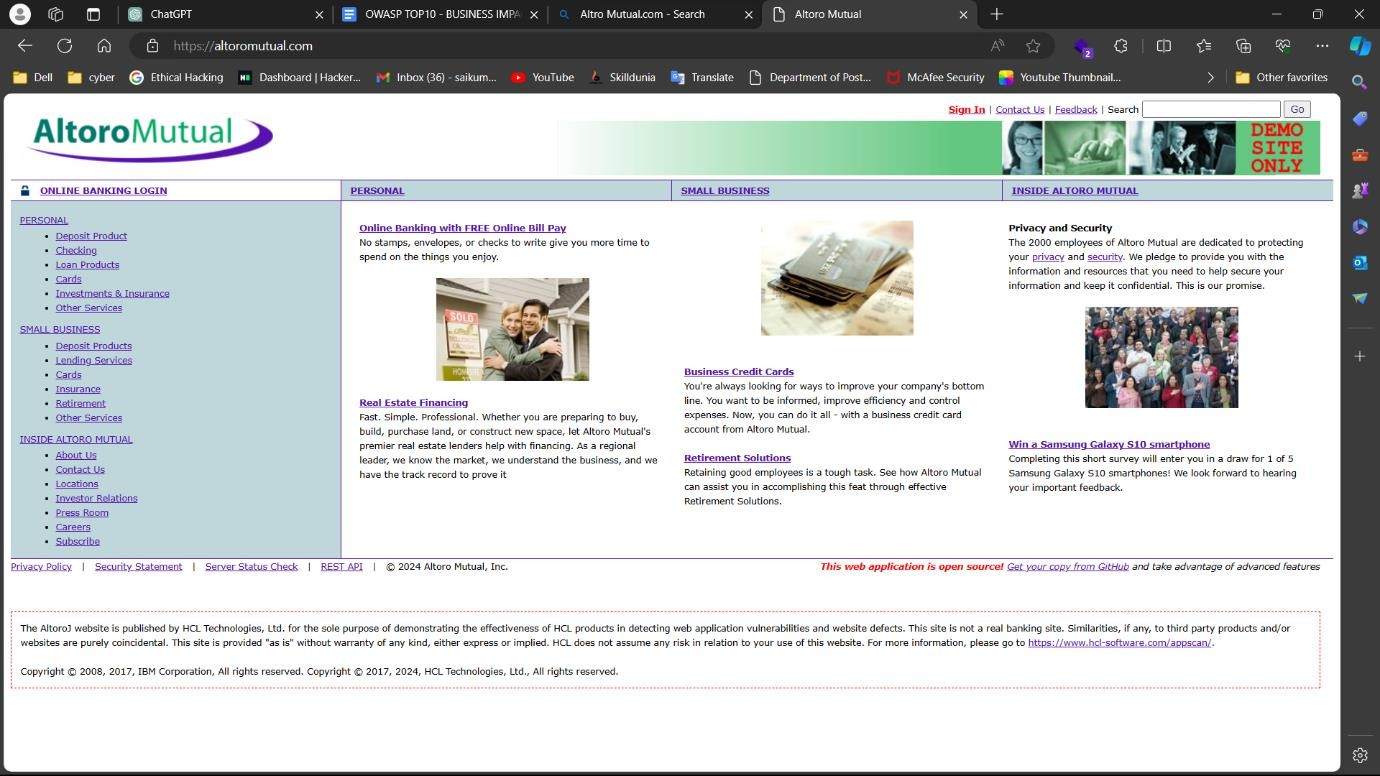 ChatGPT
OWASP TOP10 - BUSINESS IMPA
Altro Mutual.com - Search
Altoro Mutual
https://altoromutual.com
2
Dell
cyber
Ethical Hacking
Dashboard | Hacker...
Inbox (36) - saikum...
YouTube
Skilldunia
Translate
Department of Post...
McAfee Security
Youtube Thumbnail...
Other favorites
Sign In | Contact Us | Feedback | Search
Go
AltoroMutual
DEMO
SITE
ONLY
ONLINE BANKING LOGIN
PERSONAL
SMALL BUSINESS
INSIDE ALTORO MUTUAL
PERSONAL
Deposit Product
Checking
Loan Products
Cards
Investments & Insurance
Other Services
SMALL BUSINESS
Deposit Products
Lending Services
Cards
Insurance
Retirement
Other Services
INSIDE ALTORO MUTUAL
About Us
Contact Us
Locations
Investor Relations
Press Room
Careers
Subscribe
Online Banking with FREE Online Bill Pay
No stamps, envelopes, or checks to write give you more time to
spend on the things you enjoy.
SOLD
Real Estate Financing
Fast. Simple. Professional. Whether you are preparing to buy,
build, purchase land, or construct new space, let Altoro Mutual's
premier real estate lenders help with financing. As a regional
leader, we know the market, we understand the business, and we
have the track record to prove it
Business Credit Cards
You're always looking for ways to improve your company's bottom
line. You want to be informed, improve efficiency and control
expenses. Now, you can do it all - with a business credit card
account from Altoro Mutual.
Retirement Solutions
Retaining good employees is a tough task. See how Altoro Mutual
can assist you in accomplishing this feat through effective
Retirement Solutions.
Privacy and Security
The 2000 employees of Altoro Mutual are dedicated to protecting
your privacy and security. We pledge to provide you with the
information and resources that you need to help secure your
information and keep it confidential. This is our promise.
Win a Samsung Galaxy S10 smartphone
Completing this short survey will enter you in a draw for 1 of 5
Samsung Galaxy S10 smartphones! We look forward to hearing
your important feedback.
Privacy Policy | Security Statement | Server Status Check | REST API | © 2024 Altoro Mutual, Inc.
This web application is open source! Get your copy from GitHub and take advantage of advanced features
The AltoroJ website is published by HCL Technologies, Ltd. for the sole purpose of demonstrating the effectiveness of HCL products in detecting web application vulnerabilities and website defects. This site is not a real banking site. Similarities, if any, to third party products and/or
websites are purely coincidental. This site is provided "as is" without warranty of any kind, either express or implied. HCL does not assume any risk in relation to your use of this website. For more information, please go to https://www.hcl-software.com/appscan/.
Copyright © 2008, 2017, IBM Corporation, All rights reserved. Copyright © 2017, 2024, HCL Technologies, Ltd., All rights reserved.